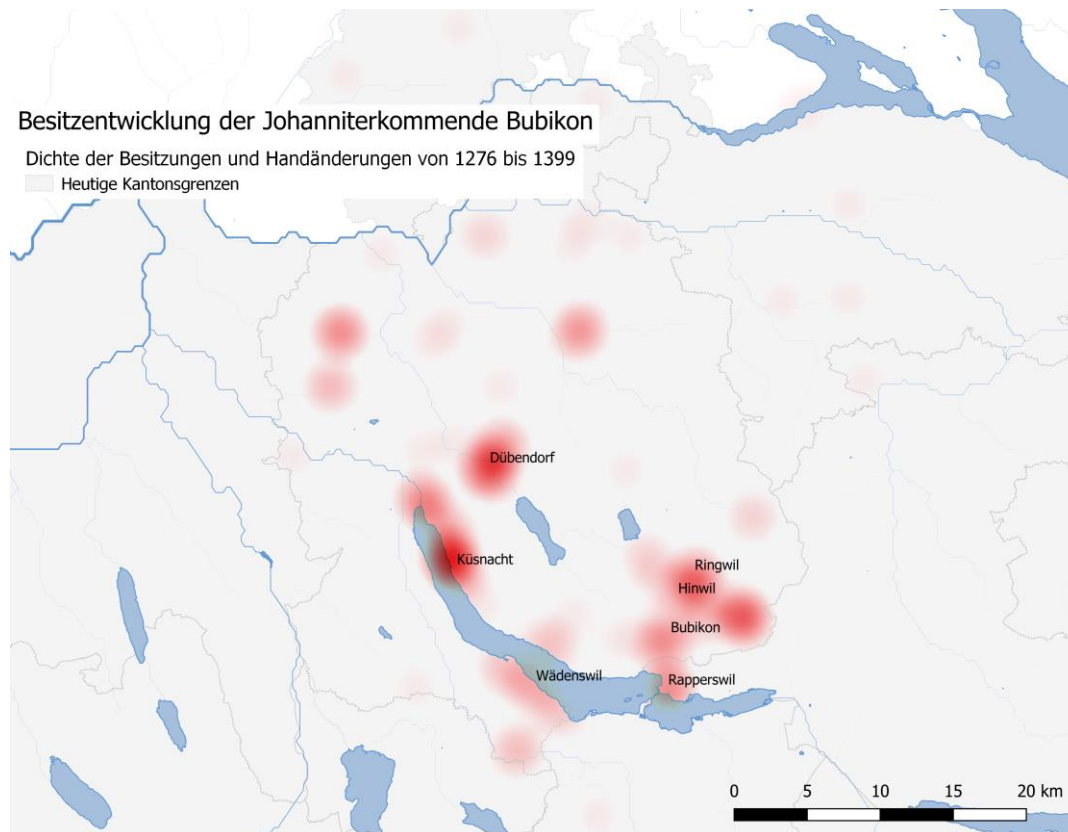 Besitzentwicklung der Johanniterkommende Bubikon
Dichte der Besitzungen und Handänderungen von 1276 bis 1399
Heutige Kantonsgrenzen
Dübendorf
Küsnacht
Ringwil
Hinwil
Bubikon
Wädenswil
Rapperswil
0 5 10 15 20 km